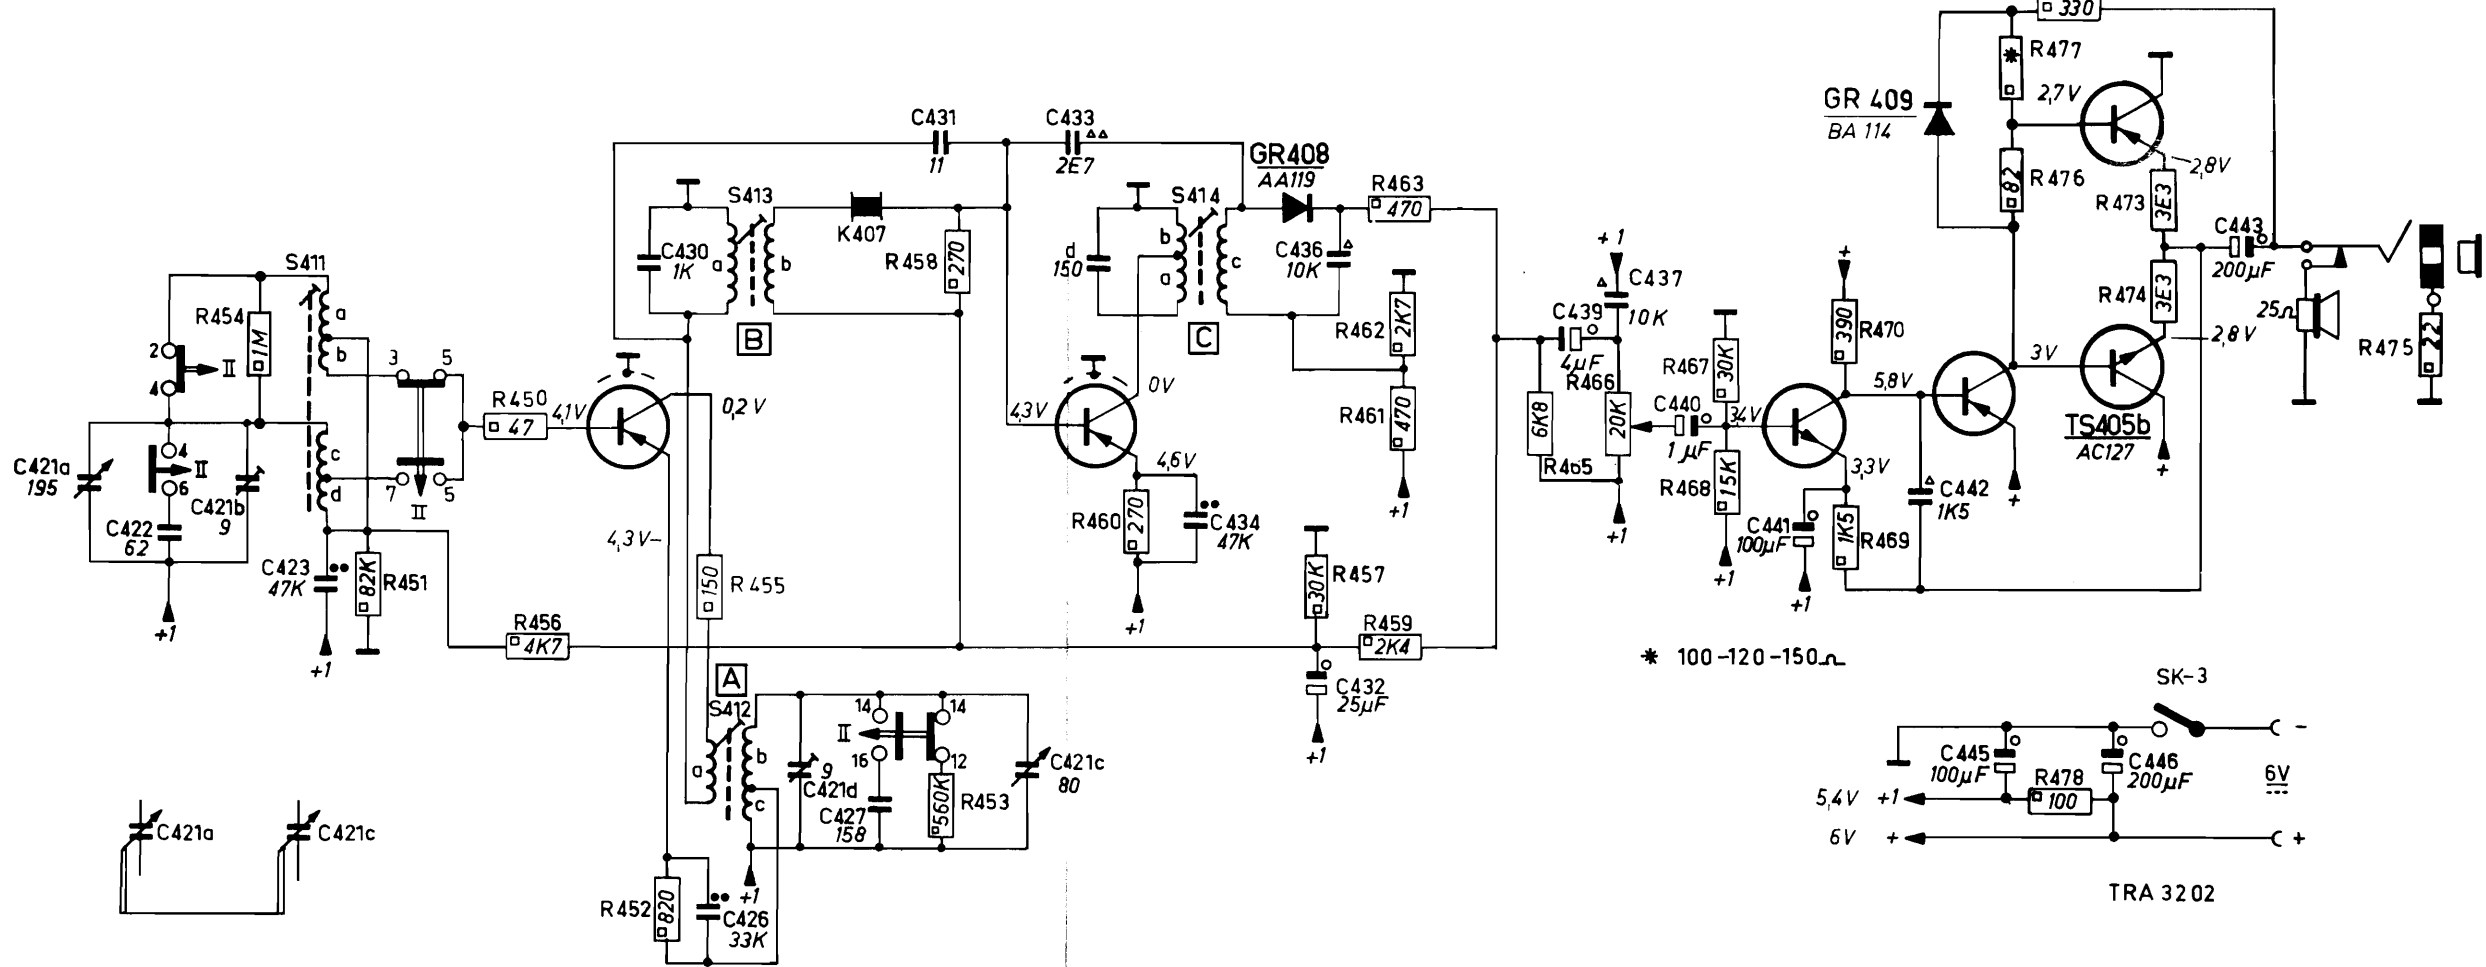 330
R477
*
2,7V
GR 409
BA 114
82
R476
2,8V
R473
3E3
C431
11
C433
2E7
GR408
AA119
R463
470
S413
K407
C430
1K
a
b
R458
270
B
S414
d
150
b
a
c
C
C436
10K
R462
2K7
R461
470
+1
+1
C437
10K
C439
4µF
R466
20K
6K8
R465
+1
C440
1µF
R467
30K
3,4V
R468
15K
+1
+
390
R470
5,8V
3,3V
C441
100µF
+1
1K5
R469
C442
1K5
+
3V
R474
3E3
2,8V
TS405b
AC127
+
C443
200µF
25Ω
R475
22
S411
R454
1M
a
b
c
d
2
4
II
4
II
6
3
5
7
5
II
C421a
195
C422
62
C421b
9
+1
C423
47K
+1
82K
R451
R450
47
4,1V
0,2 V
4,3V-
150
R455
4,3V
0V
4,6V
R460
270
C434
47K
+1
R456
4K7
R457
30K
R459
2K4
C432
25µF
+1
A
S412
a
b
c
9
C421d
14
14
II
16
12
C427
158
560K
R453
C421c
80
+1
R452
820
C426
33K
C421a
C421c
* 100-120-150Ω
SK-3
-
C445
100µF
C446
200µF
6V
5,4V +1
R478
100
6V +
+
TRA 3202